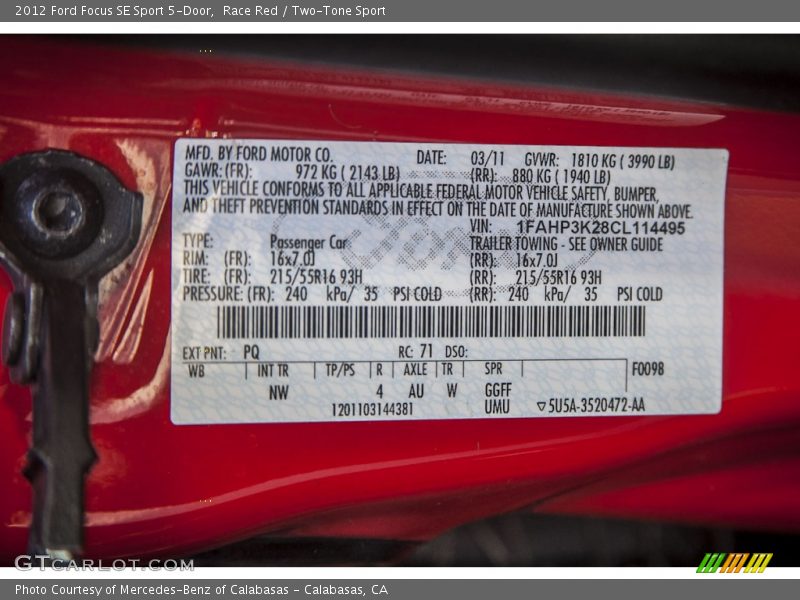 2012 Ford Focus SE Sport 5-Door, Race Red / Two-Tone Sport
MFD. BY FORD MOTOR CO. DATE: 03/11 GVWR: 1810 KG ( 3990 LB)
GAWR:(FR): 972 KG ( 2143 LB) (RR): 880 KG ( 1940 LB)
THIS VEHICLE CONFORMS TO ALL APPLICABLE FEDERAL MOTOR VEHICLE SAFETY, BUMPER,
AND THEFT PREVENTION STANDARDS IN EFFECT ON THE DATE OF MANUFACTURE SHOWN ABOVE.
VIN: 1FAHP3K28CL114495
TYPE: Passenger Car TRAILER TOWING - SEE OWNER GUIDE
RIM: (FR): 16x7.0J (RR): 16x7.0J
TIRE: (FR): 215/55R16 93H (RR): 215/55R16 93H
PRESSURE: (FR): 240 kPa/ 35 PSI COLD (RR): 240 kPa/ 35 PSI COLD
EXT PNT: PQ RC: 71 DSO:
WB INT TR TP/PS R AXLE TR SPR F0098
NW 4 AU W GGFF
1201103144381 UMU ▽5U5A-3520472-AA
GTCARLOT.COM
Photo Courtesy of Mercedes-Benz of Calabasas - Calabasas, CA